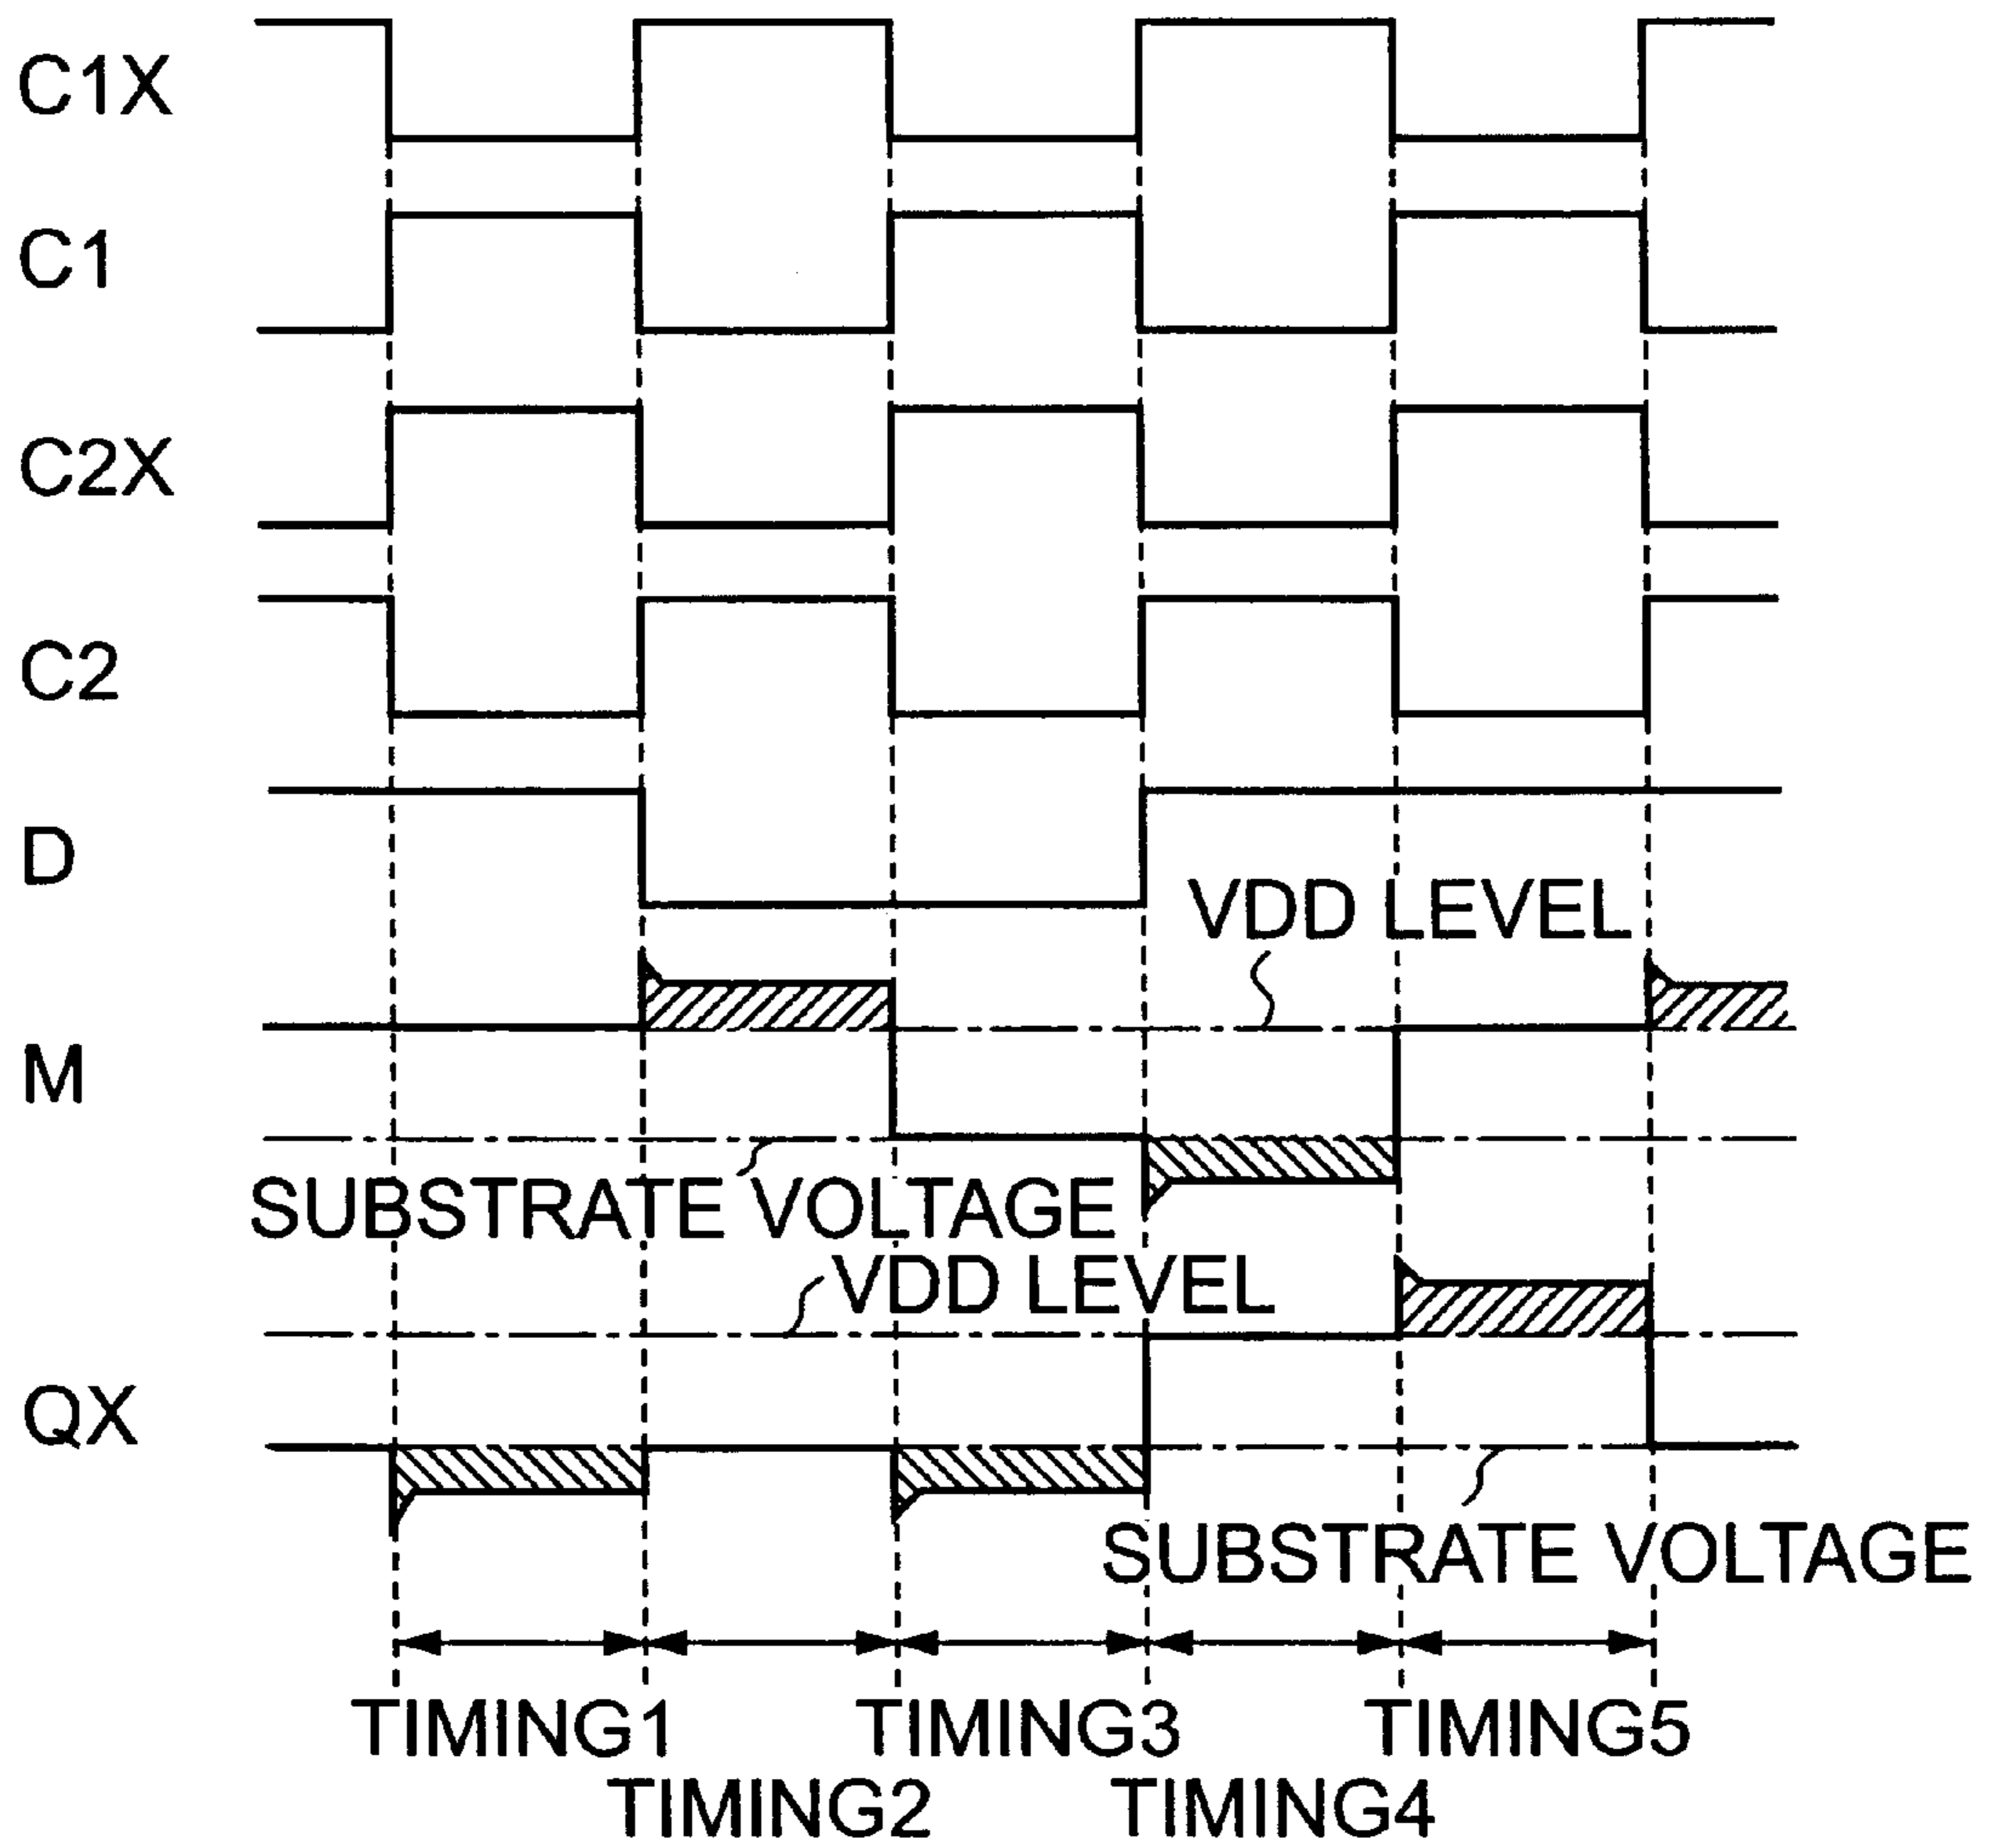 C1X
C1
C2X
C2
D
VDD LEVEL
M
SUBSTRATE VOLTAGE
VDD LEVEL
QX
SUBSTRATE VOLTAGE
TIMING1 TIMING3 TIMING5
TIMING2 TIMING4